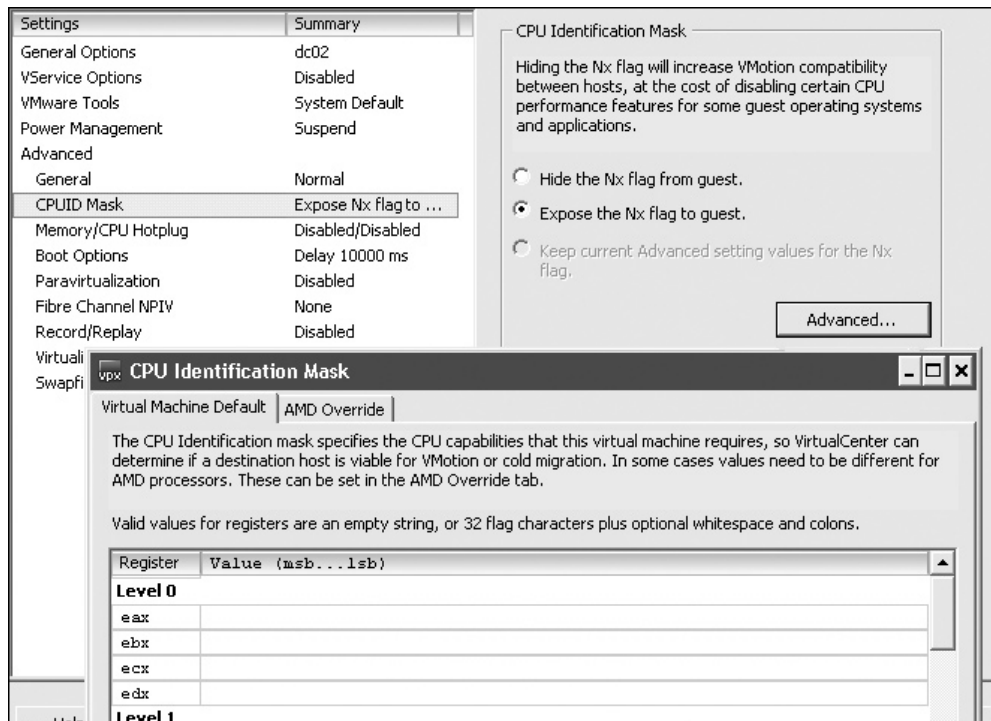 Settings Summary
General Options dc02
VService Options Disabled
VMware Tools System Default
Power Management Suspend
Advanced
General Normal
CPUID Mask Expose Nx flag to ...
Memory/CPU Hotplug Disabled/Disabled
Boot Options Delay 10000 ms
Paravirtualization Disabled
Fibre Channel NPIV None
Record/Replay Disabled
Virtuali
Swapfi
CPU Identification Mask
Hiding the Nx flag will increase VMotion compatibility
between hosts, at the cost of disabling certain CPU
performance features for some guest operating systems
and applications.
Hide the Nx flag from guest.
Expose the Nx flag to guest.
Keep current Advanced setting values for the Nx
flag.
Advanced...
vpx CPU Identification Mask
Virtual Machine Default AMD Override
The CPU Identification mask specifies the CPU capabilities that this virtual machine requires, so VirtualCenter can
determine if a destination host is viable for VMotion or cold migration. In some cases values need to be different for
AMD processors. These can be set in the AMD Override tab.
Valid values for registers are an empty string, or 32 flag characters plus optional whitespace and colons.
Register Value (msb...lsb)
Level 0
eax
ebx
ecx
edx
Level 1